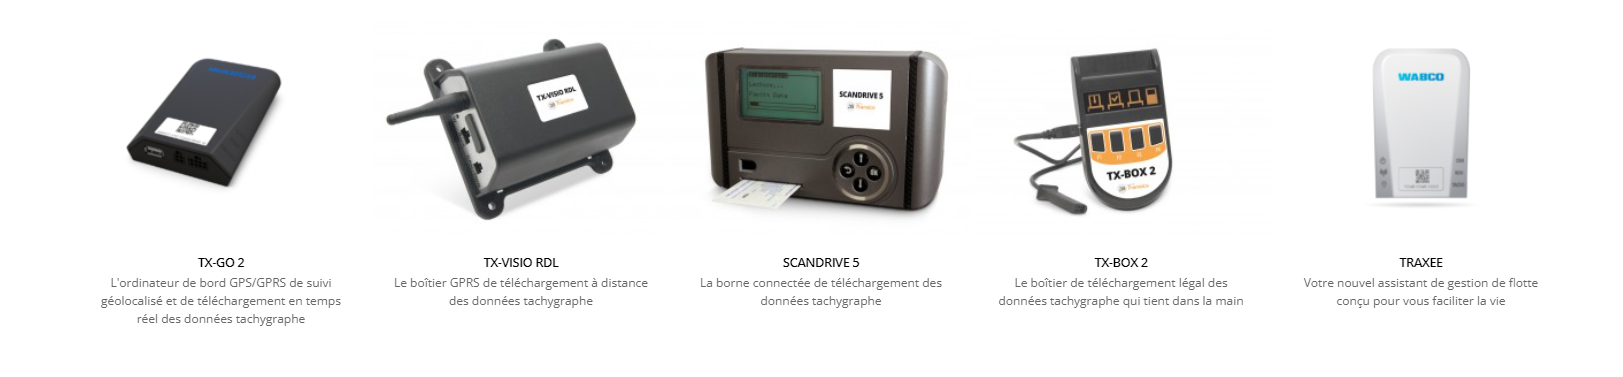 WABCO
TX-VISIO RDL
SCANDRIVE 5
TX-BOX 2
TX-GO 2
L'ordinateur de bord GPS/GPRS de suivi
géolocalisé et de téléchargement en temps
réel des données tachygraphe
TX-VISIO RDL
Le boîtier GPRS de téléchargement à distance
des données tachygraphe
SCANDRIVE 5
La borne connectée de téléchargement des
données tachygraphe
TX-BOX 2
Le boîtier de téléchargement légal des
données tachygraphe qui tient dans la main
TRAXEE
Votre nouvel assistant de gestion de flotte
conçu pour vous faciliter la vie